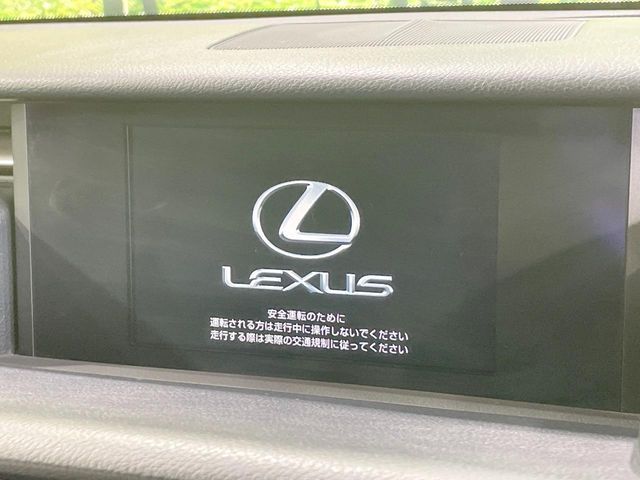 LEXUS
安全運転のために
運転される方は走行中に操作しないでください
走行する際は実際の交通規制に従ってください